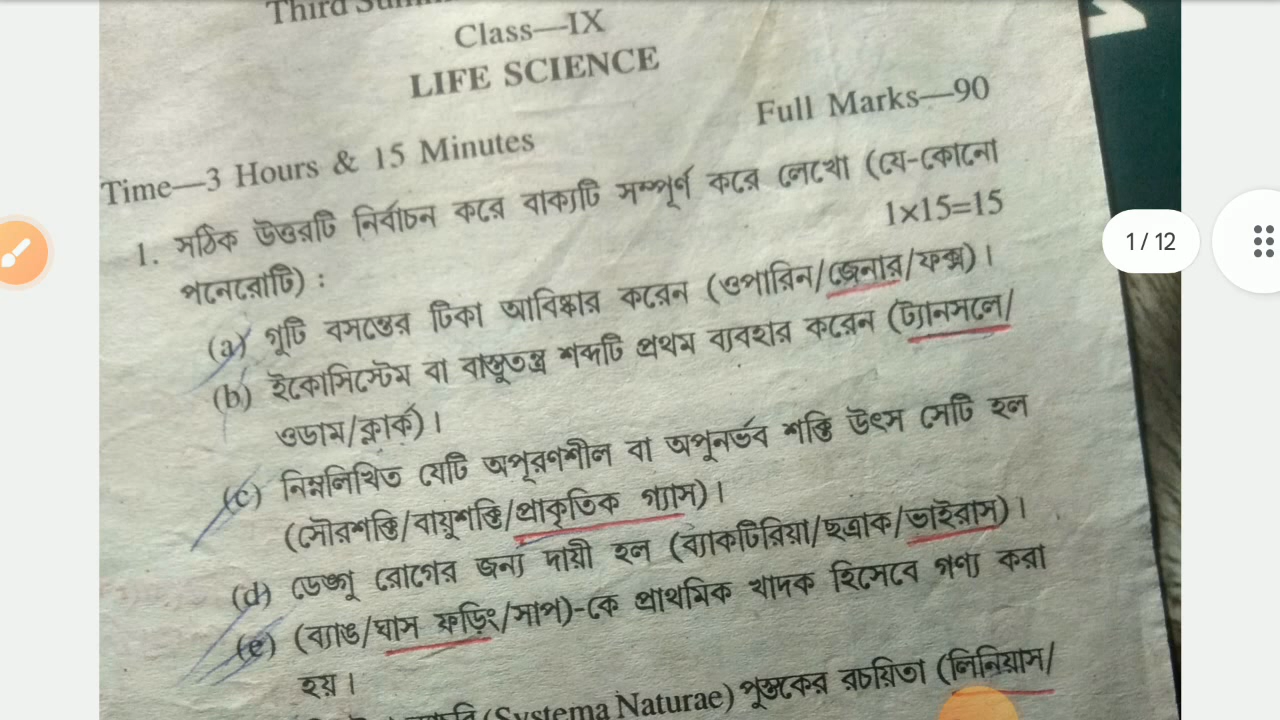 Third
Class—IX
LIFE SCIENCE
Full Marks—90
Time—3 Hours & 15 Minutes
1. সঠিক উত্তরটি নির্বাচন করে বাক্যটি সম্পূর্ণ করে লেখো (যে-কোনো
পনেরোটি) :
1×15=15
(a) গুটি বসন্তের টিকা আবিষ্কার করেন (ওপারিন/জেনার/ফক্স)।
(b) ইকোসিস্টেম বা বাস্তুতন্ত্র শব্দটি প্রথম ব্যবহার করেন (ট্যানসলে/
ওডাম/ক্লার্ক)।
(c) নিম্নলিখিত যেটি অপূরণশীল বা অপুনর্ভব শক্তি উৎস সেটি হল
(সৌরশক্তি/বায়ুশক্তি/প্রাকৃতিক গ্যাস)।
(d) ডেঙ্গু রোগের জন্য দায়ী হল (ব্যাকটিরিয়া/ছত্রাক/ভাইরাস)।
(e) (ব্যাঙ/ঘাস ফড়িং/সাপ)-কে প্রাথমিক খাদক হিসেবে গণ্য করা
হয়।
(Systema Naturae) পুস্তকের রচয়িতা (লিনিয়াস/
1 / 12